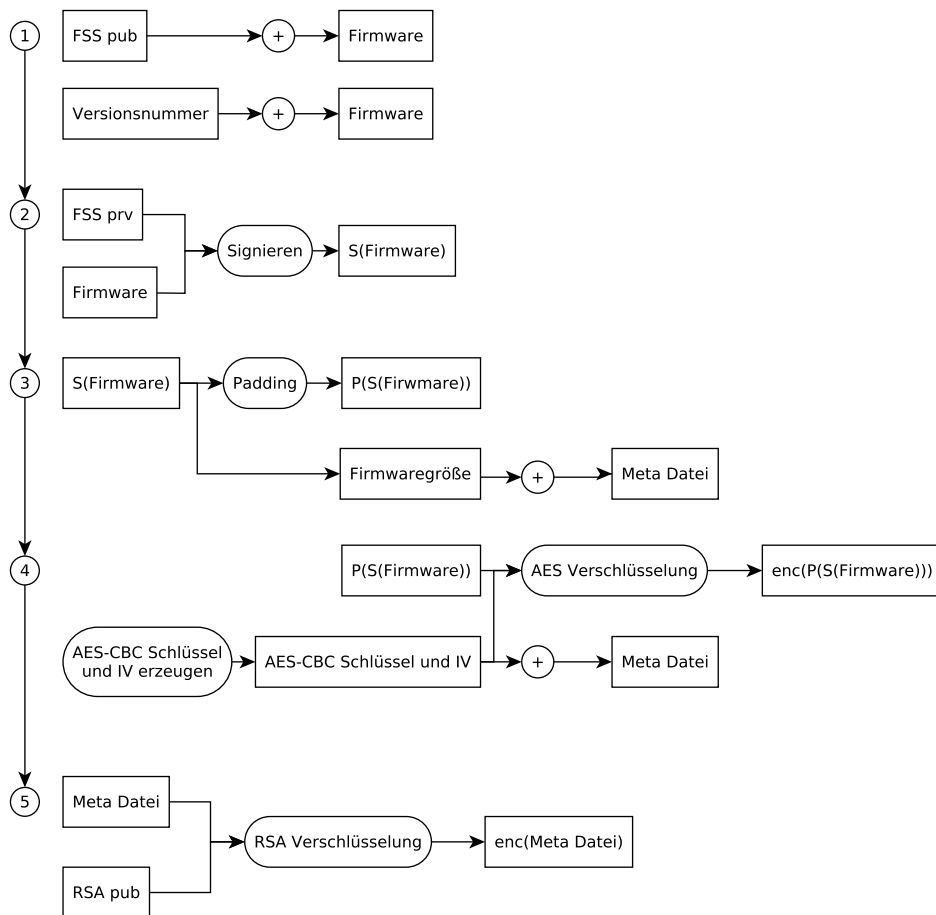 1
FSS pub
+
Firmware
Versionsnummer
+
Firmware
2
FSS prv
Signieren
S(Firmware)
Firmware
3
S(Firmware)
Padding
P(S(Firwmare))
Firmwaregröße
+
Meta Datei
4
P(S(Firmware))
AES Verschlüsselung
enc(P(S(Firmware)))
AES-CBC Schlüssel
und IV erzeugen
AES-CBC Schlüssel und IV
+
Meta Datei
5
Meta Datei
RSA Verschlüsselung
enc(Meta Datei)
RSA pub